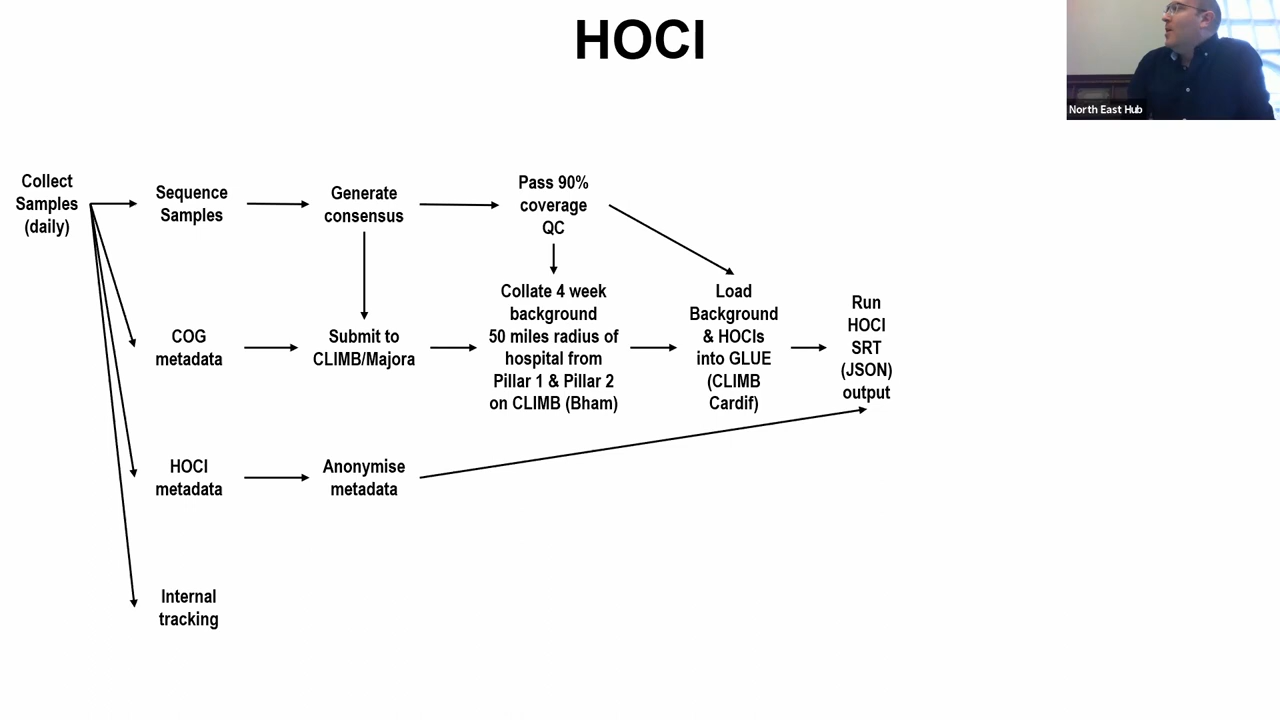 HOCI
North East Hub
Collect
Samples
(daily)
Sequence
Samples
Generate
consensus
Pass 90%
coverage
QC
COG
metadata
Submit to
CLIMB/Majora
Collate 4 week
background
50 miles radius of
hospital from
Pillar 1 & Pillar 2
on CLIMB (Bham)
Load
Background
& HOCIs
into GLUE
(CLIMB
Cardif)
Run
HOCI
SRT
(JSON)
output
HOCI
metadata
Anonymise
metadata
Internal
tracking